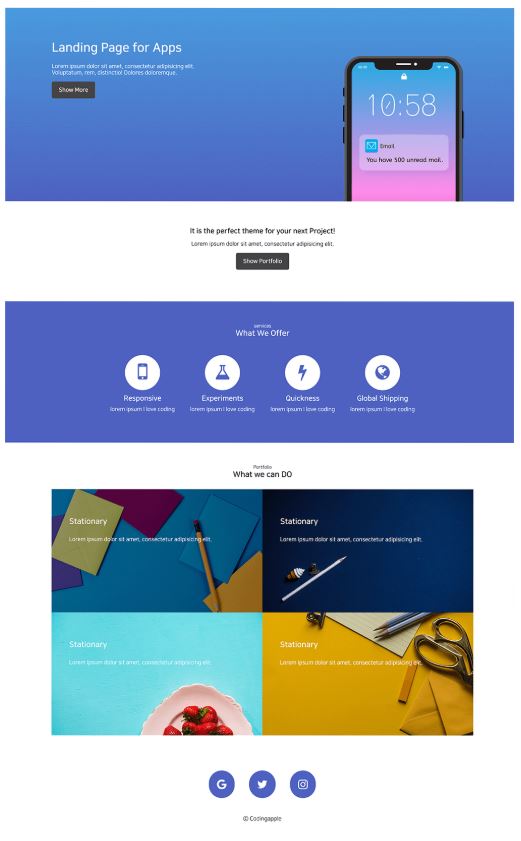 Landing Page for Apps
Lorem ipsum dolor sit amet, consectetur adipisicing elit.
Voluptatum, rem, distinctio! Dolores doloremque.
Show More
10:58
Email
You have 500 unread mail.
It is the perfect theme for your next Project!
Lorem ipsum dolor sit amet, consectetur adipisicing elit.
Show Portfolio
services
What We Offer
Responsive
Experiments
Quickness
Global Shipping
lorem ipsum I love coding
lorem ipsum I love coding
lorem ipsum I love coding
lorem ipsum I love coding
Portfolio
What we can DO
Stationary
Lorem ipsum dolor sit amet, consectetur adipisicing elit.
Stationary
Lorem ipsum dolor sit amet, consectetur adipisicing elit.
Stationary
Lorem ipsum dolor sit amet, consectetur adipisicing elit.
Stationary
Lorem ipsum dolor sit amet, consectetur adipisicing elit.
G
© Codingapple